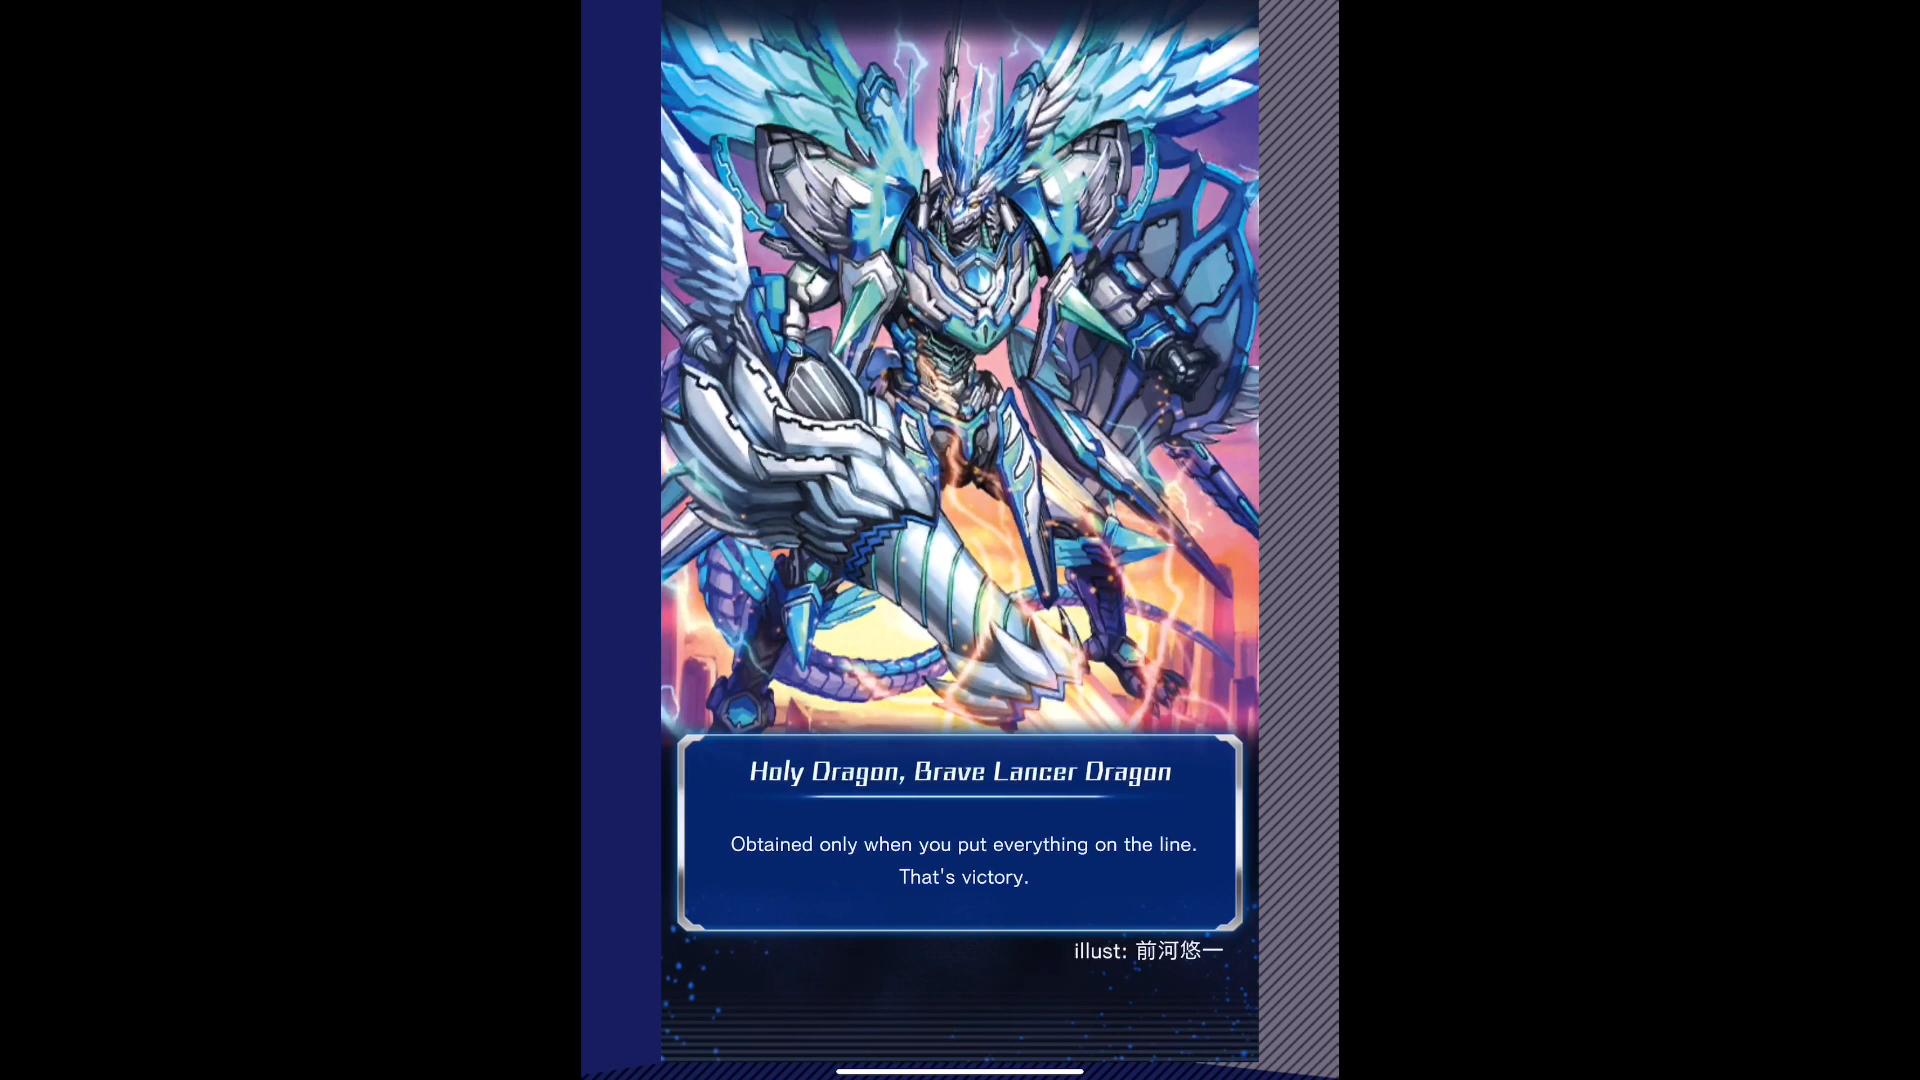 Holy Dragon, Brave Lancer Dragon
Obtained only when you put everything on the line.
That's victory.
illust: 前河悠一